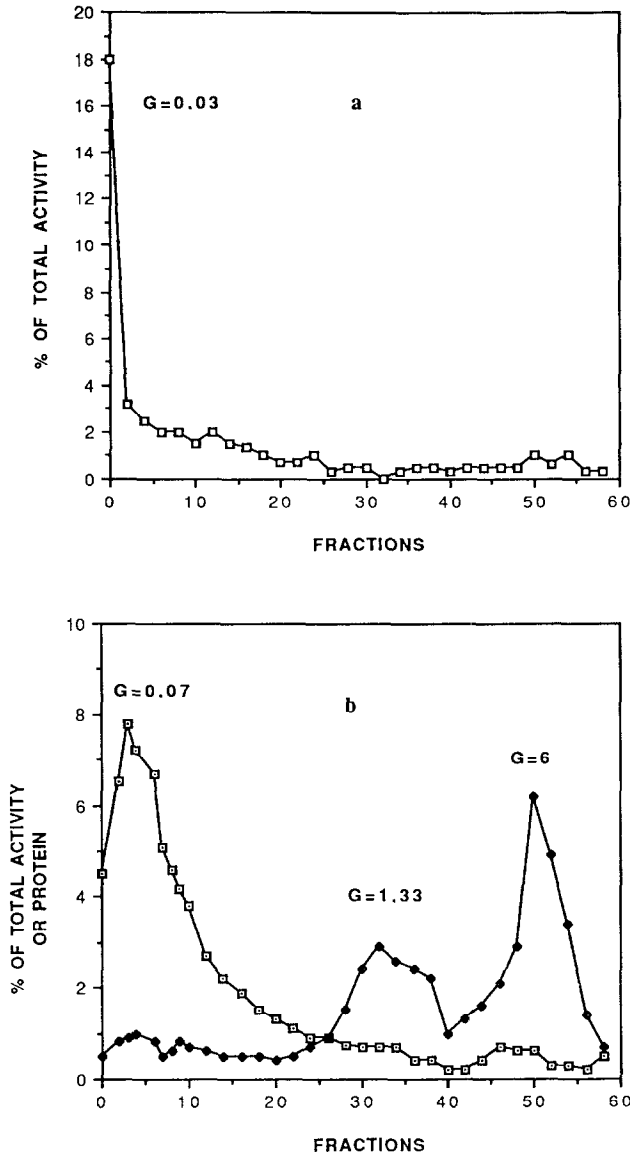 20
18
16
14
12
10
8
6
4
2
0
% OF TOTAL ACTIVITY
G=0.03
a
0 10 20 30 40 50 60
FRACTIONS
10
8
6
4
2
0
% OF TOTAL ACTIVITY
OR PROTEIN
G=0.07
b
G=6
G=1.33
0 10 20 30 40 50 60
FRACTIONS